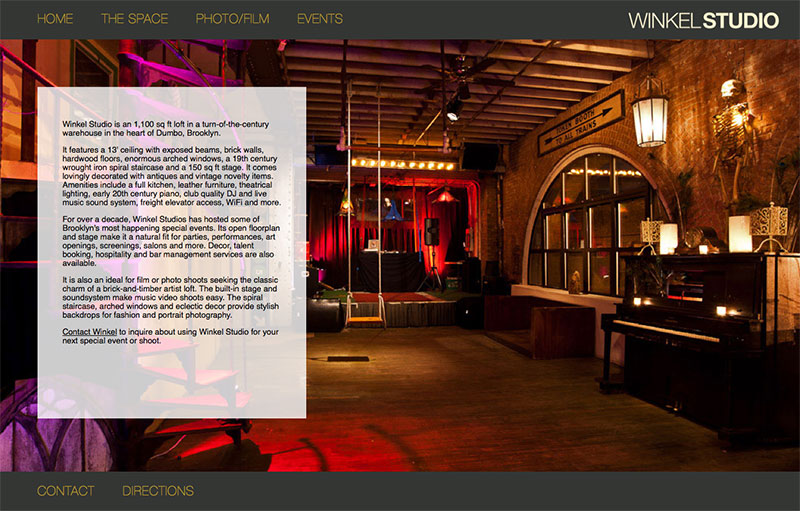 HOME THE SPACE PHOTO/FILM EVENTS WINKELSTUDIO
Winkel Studio is an 1,100 sq ft loft in a turn-of-the-century
warehouse in the heart of Dumbo, Brooklyn.
It features a 13' ceiling with exposed beams, brick walls,
hardwood floors, enormous arched windows, a 19th century
wrought iron spiral staircase and a 150 sq ft stage. It comes
lovingly decorated with antiques and vintage novelty items.
Amenities include a full kitchen, leather furniture, theatrical
lighting, early 20th century piano, club quality DJ and live
music sound system, freight elevator access, WiFi and more.
For over a decade, Winkel Studios has hosted some of
Brooklyn's most happening special events. Its open floorplan
and stage make it a natural fit for parties, performances, art
openings, screenings, salons and more. Decor, talent
booking, hospitality and bar management services are also
available.
It is also an ideal for film or photo shoots seeking the classic
charm of a brick-and-timber artist loft. The built-in stage and
soundsystem make music video shoots easy. The spiral
staircase, arched windows and eclectic decor provide stylish
backdrops for fashion and portrait photography.
Contact Winkel to inquire about using Winkel Studio for your
next special event or shoot.
TOKEN BOOTH
TO ALL TRAINS
CONTACT DIRECTIONS